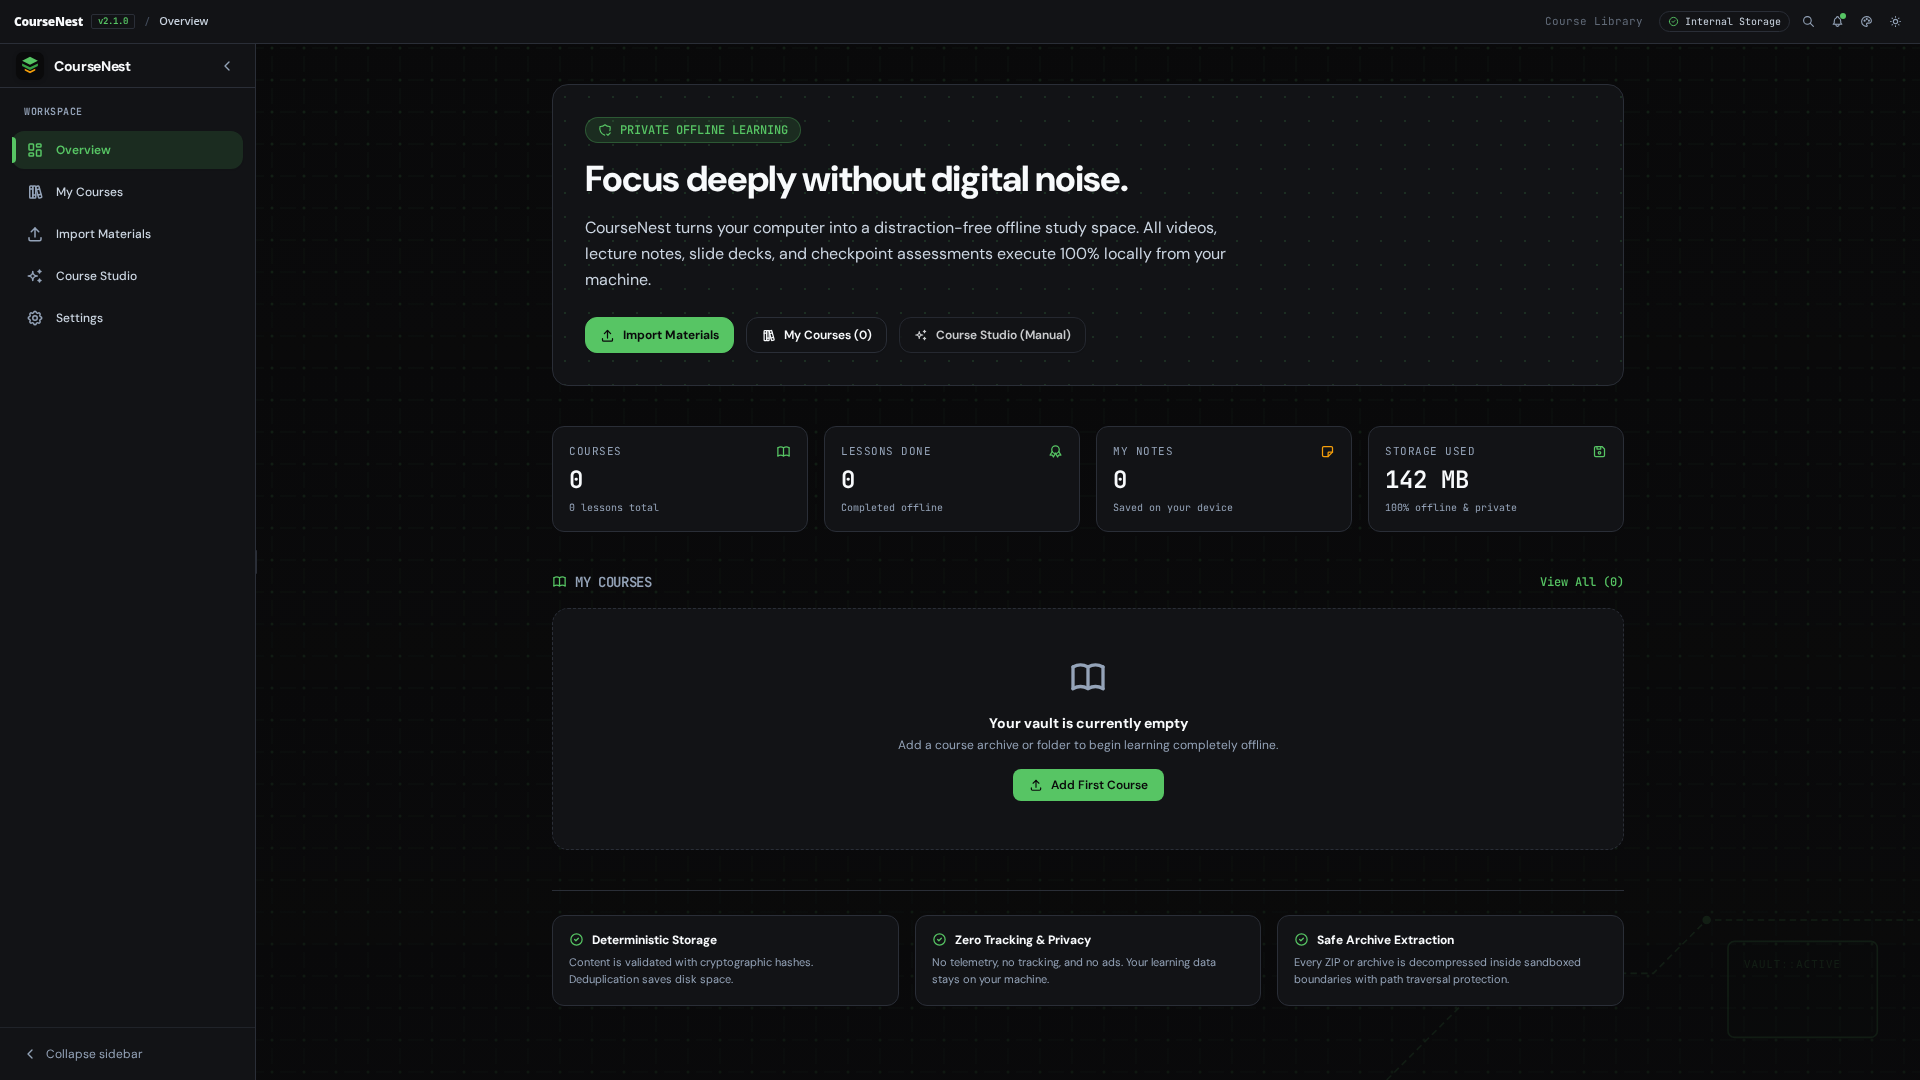 CourseNest v2.1.0 / Overview
Course Library Internal Storage
CourseNest
WORKSPACE
Overview
My Courses
Import Materials
Course Studio
Settings
Collapse sidebar
PRIVATE OFFLINE LEARNING
Focus deeply without digital noise.
CourseNest turns your computer into a distraction-free offline study space. All videos,
lecture notes, slide decks, and checkpoint assessments execute 100% locally from your
machine.
Import Materials
My Courses (0)
Course Studio (Manual)
COURSES
0
0 lessons total
LESSONS DONE
0
Completed offline
MY NOTES
0
Saved on your device
STORAGE USED
142 MB
100% offline & private
MY COURSES
View All (0)
Your vault is currently empty
Add a course archive or folder to begin learning completely offline.
Add First Course
Deterministic Storage
Content is validated with cryptographic hashes.
Deduplication saves disk space.
Zero Tracking & Privacy
No telemetry, no tracking, and no ads. Your learning data
stays on your machine.
Safe Archive Extraction
Every ZIP or archive is decompressed inside sandboxed
boundaries with path traversal protection.
VAULT::ACTIVE